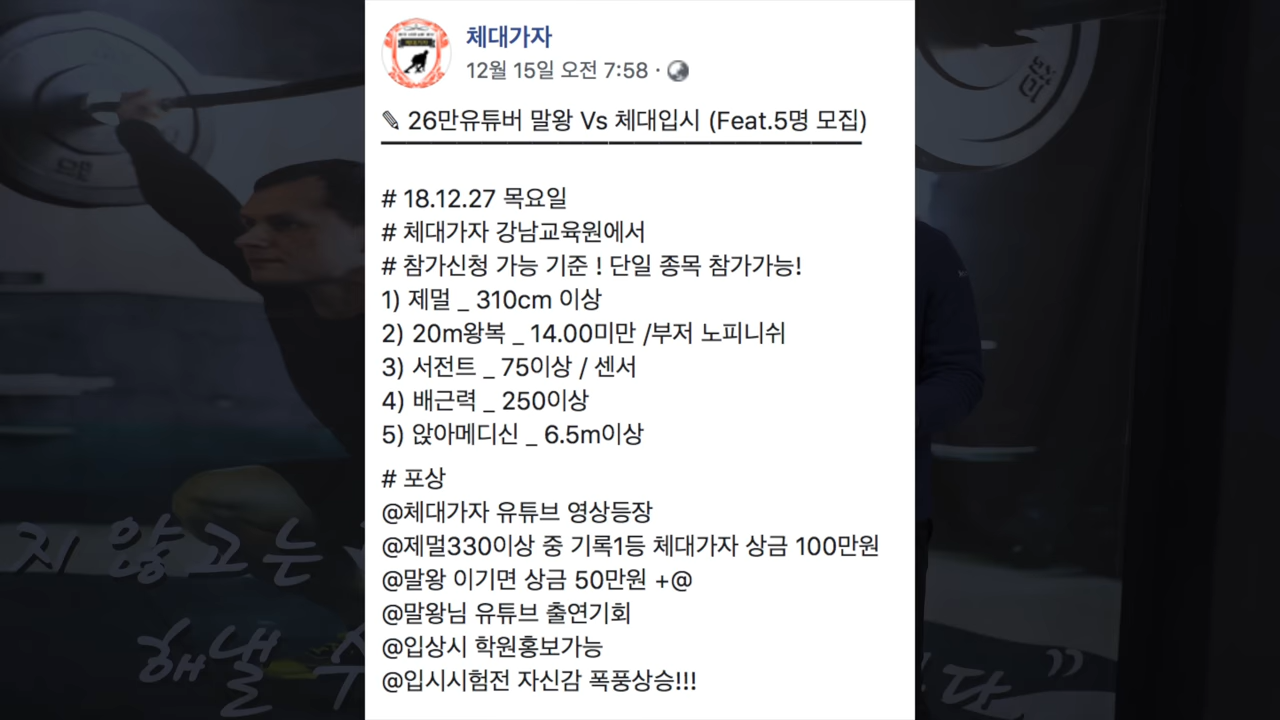 체대가자
12월 15일 오전 7:58 ·
✎ 26만유튜버 말왕 Vs 체대입시 (Feat.5명 모집)
# 18.12.27 목요일
# 체대가자 강남교육원에서
# 참가신청 가능 기준 ! 단일 종목 참가가능!
1) 제멀 _ 310cm 이상
2) 20m왕복 _ 14.00미만 /부저 노피니쉬
3) 서전트 _ 75이상 / 센서
4) 배근력 _ 250이상
5) 앉아메디신 _ 6.5m이상
# 포상
@체대가자 유튜브 영상등장
@제멀330이상 중 기록1등 체대가자 상금 100만원
@말왕 이기면 상금 50만원 +@
@말왕님 유튜브 출연기회
@입상시 학원홍보가능
@입시시험전 자신감 폭풍상승!!!
지 않고는
해낼 수
다.”